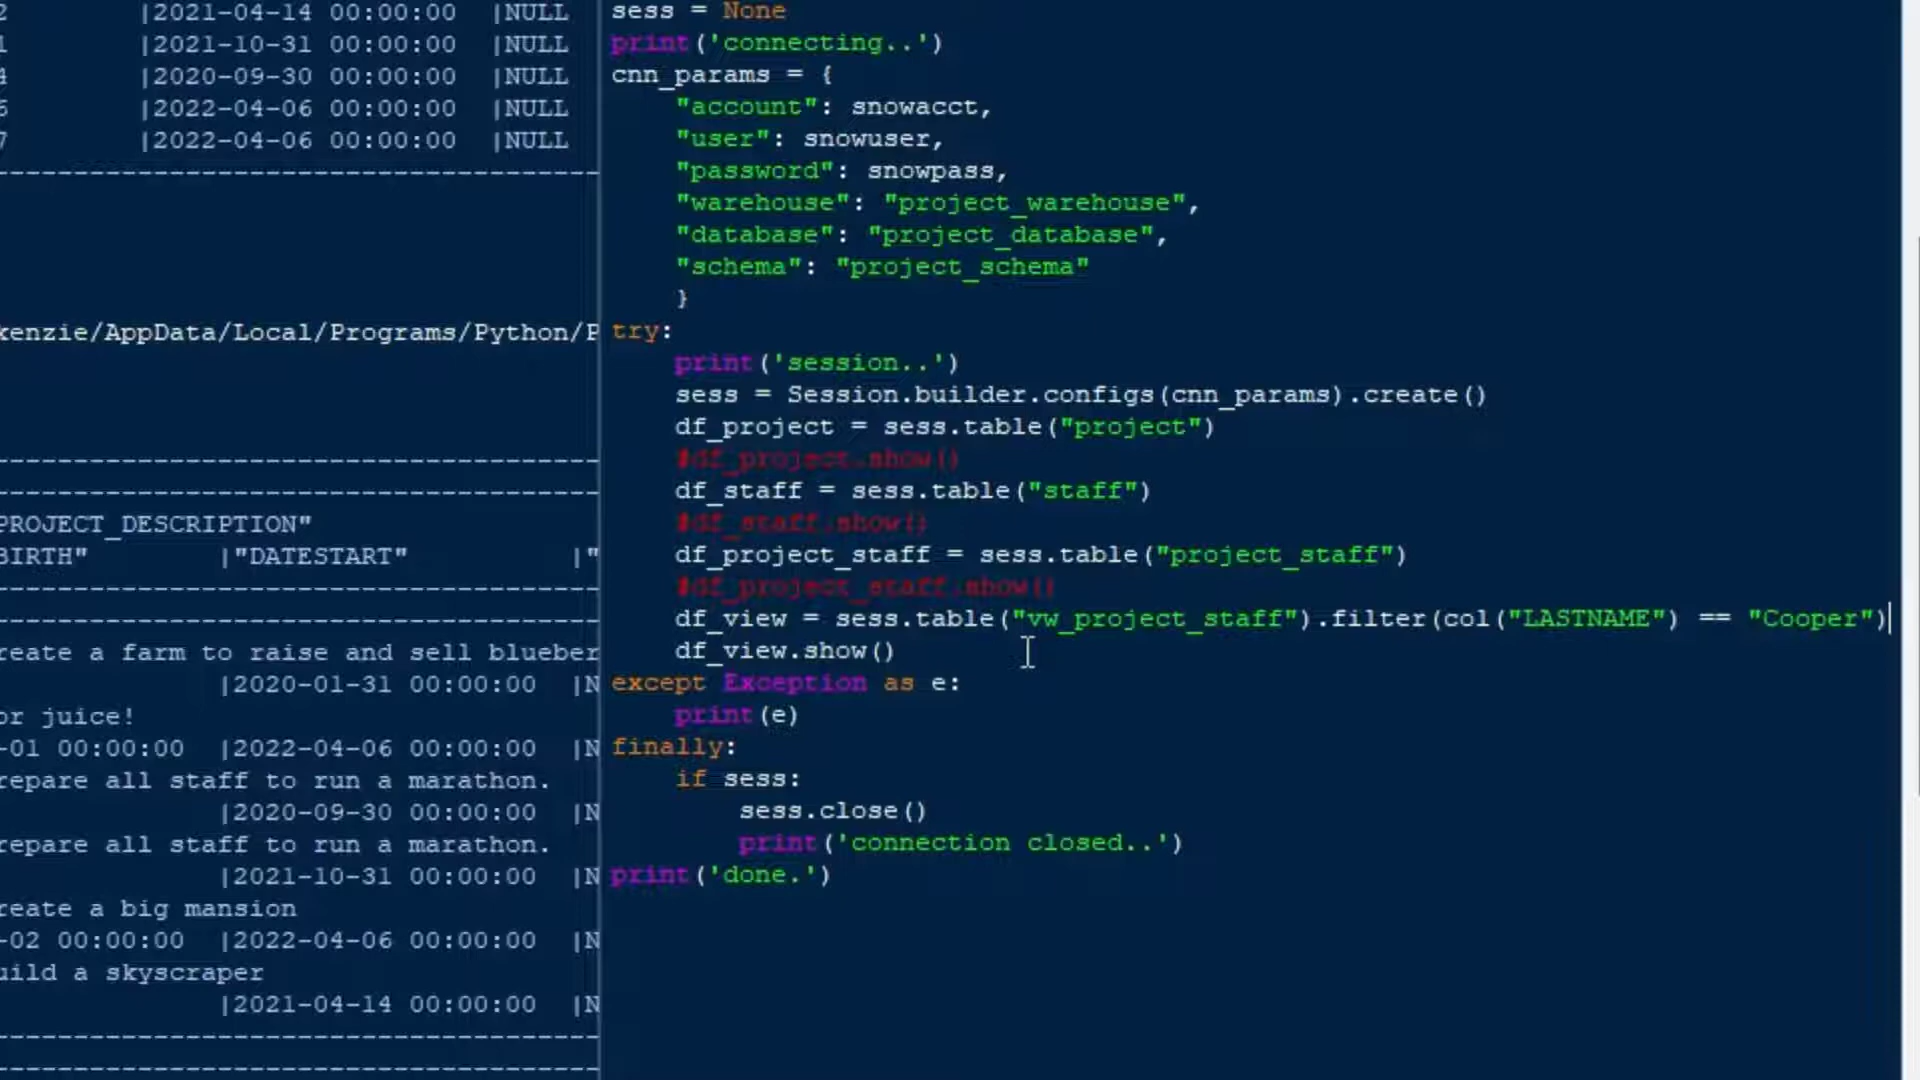 2 |2021-04-14 00:00:00 |NULL
1 |2021-10-31 00:00:00 |NULL
4 |2020-09-30 00:00:00 |NULL
|2022-04-06 00:00:00 |NULL
7 |2022-04-06 00:00:00 |NULL
kenzie/AppData/Local/Programs/Python/P
PROJECT_DESCRIPTION"
BIRTH" |"DATESTART" |"
reate a farm to raise and sell blueber
|2020-01-31 00:00:00 |N
or juice!
-01 00:00:00 |2022-04-06 00:00:00 |N
repare all staff to run a marathon.
|2020-09-30 00:00:00 |N
repare all staff to run a marathon.
|2021-10-31 00:00:00 |N
reate a big mansion
-02 00:00:00 |2022-04-06 00:00:00 |N
uild a skyscraper
|2021-04-14 00:00:00 |N
sess = None
print('connecting..')
cnn_params = {
"account": snowacct,
"user": snowuser,
"password": snowpass,
"warehouse": "project_warehouse",
"database": "project_database",
"schema": "project_schema"
}
try:
print('session..')
sess = Session.builder.configs(cnn_params).create()
df_project = sess.table("project")
#df_project.show()
df_staff = sess.table("staff")
#df_staff.show()
df_project_staff = sess.table("project_staff")
#df_project_staff.show()
df_view = sess.table("vw_project_staff").filter(col("LASTNAME") == "Cooper")
df_view.show()
except Exception as e:
print(e)
finally:
if sess:
sess.close()
print('connection closed..')
print('done.')